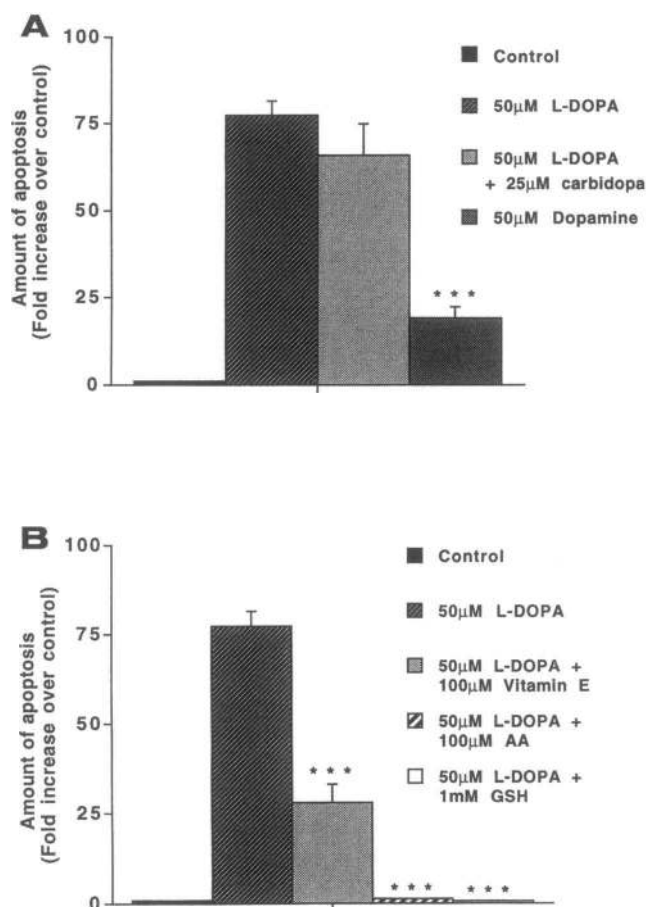 A
Amount of apoptosis
(Fold increase over control)
100
75
50
25
0
Control
50μM L-DOPA
50μM L-DOPA
+ 25μM carbidopa
50μM Dopamine
* * *
B
Amount of apoptosis
(Fold increase over control)
100
75
50
25
0
Control
50μM L-DOPA
50μM L-DOPA +
100μM Vitamin E
50μM L-DOPA +
100μM AA
50μM L-DOPA +
1mM GSH
* * *
* * *
* * *